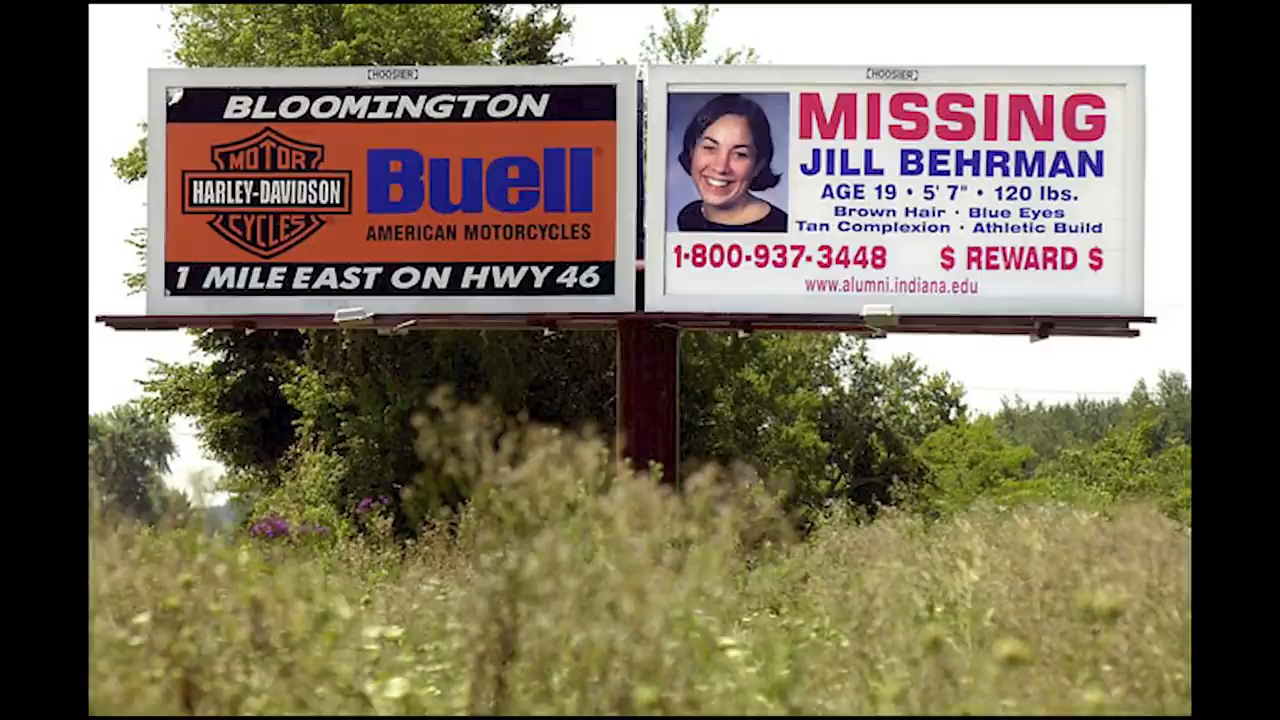 [HOOSIER]
BLOOMINGTON
MOTOR
HARLEY-DAVIDSON
CYCLES
Buell
AMERICAN MOTORCYCLES
1 MILE EAST ON HWY 46
[HOOSIER]
MISSING
JILL BEHRMAN
AGE 19 • 5' 7" • 120 lbs.
Brown Hair • Blue Eyes
Tan Complexion • Athletic Build
1-800-937-3448 $ REWARD $
www.alumni.indiana.edu